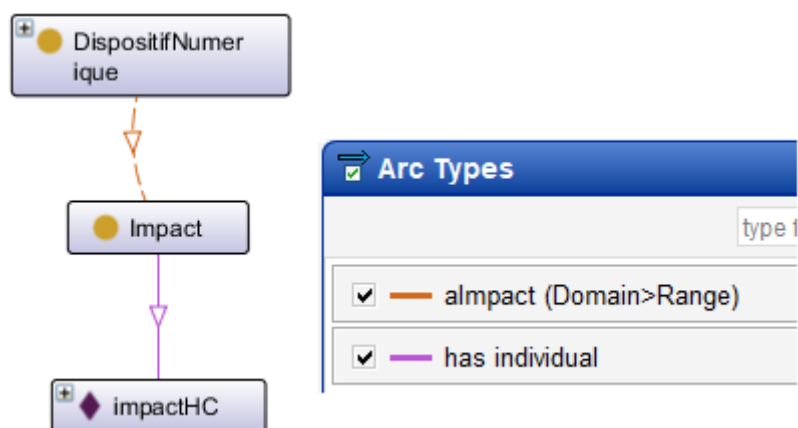 DispositifNumer
ique
Impact
impactHC
Arc Types
type
aImpact (Domain>Range)
has individual